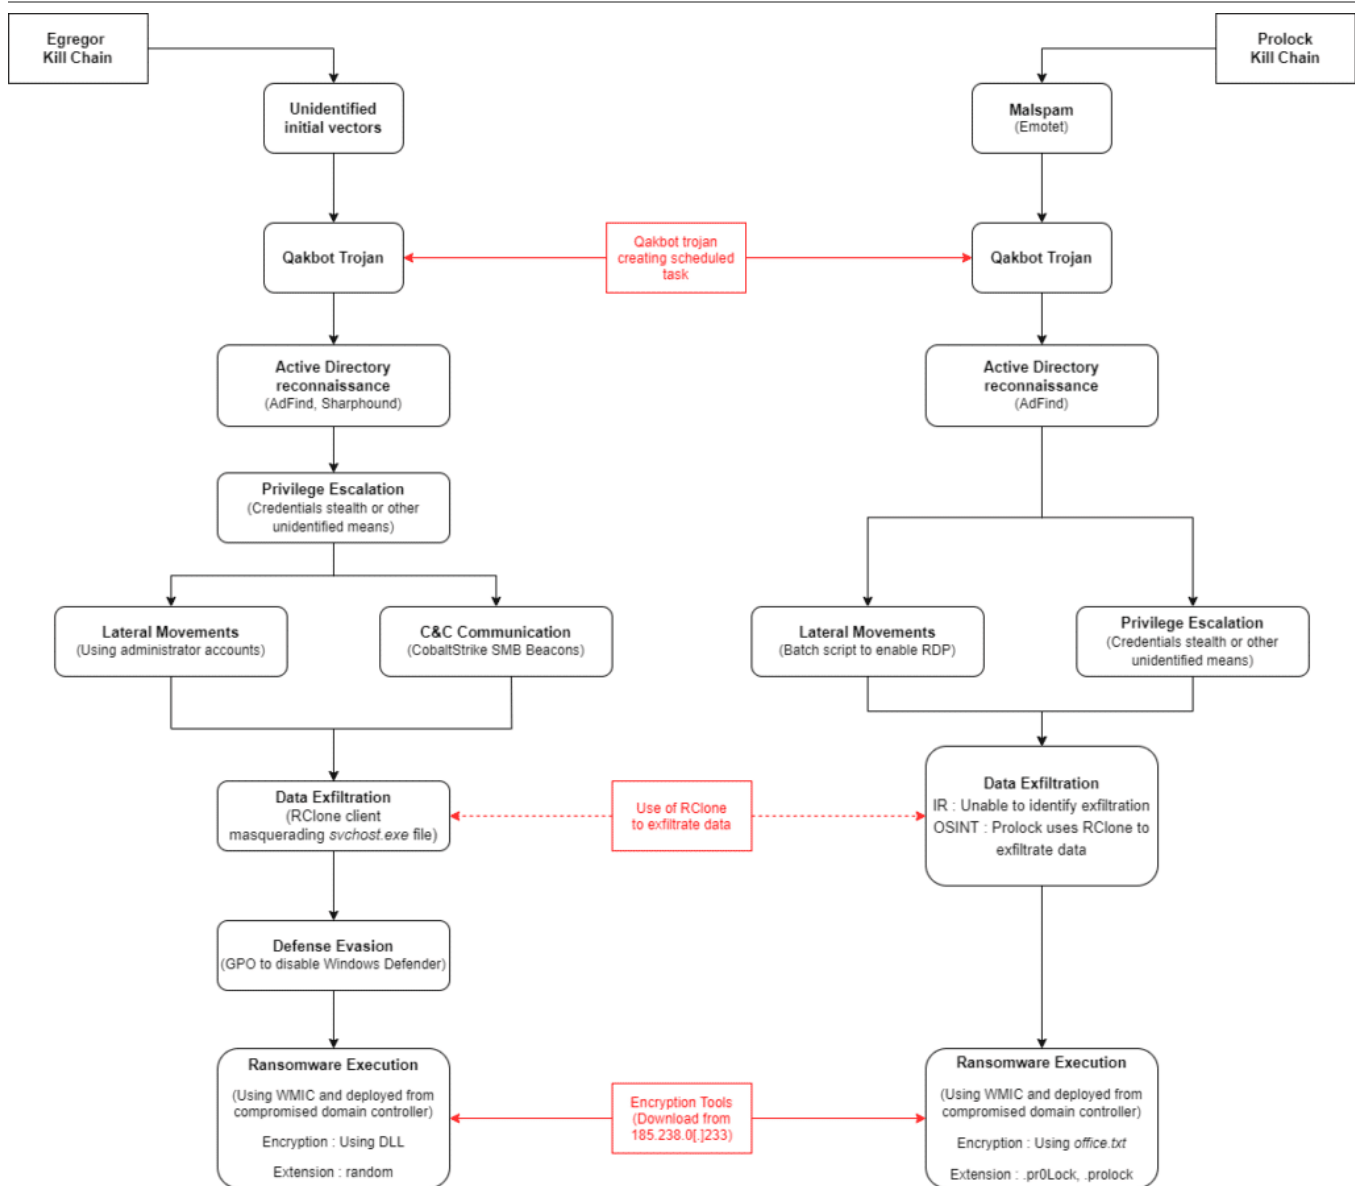 Egregor
Kill Chain
Prolock
Kill Chain
Unidentified
initial vectors
Malspam
(Emotet)
Qakbot Trojan
Qakbot trojan
creating scheduled
task
Qakbot Trojan
Active Directory
reconnaissance
(AdFind, Sharphound)
Active Directory
reconnaissance
(AdFind)
Privilege Escalation
(Credentials stealth or other
unidentified means)
Lateral Movements
(Using administrator accounts)
C&C Communication
(CobaltStrike SMB Beacons)
Lateral Movements
(Batch script to enable RDP)
Privilege Escalation
(Credentials stealth or other
unidentified means)
Data Exfiltration
(RClone client
masquerading svchost.exe file)
Use of RClone
to exfiltrate data
Data Exfiltration
IR : Unable to identify exfiltration
OSINT : Prolock uses RClone to
exfiltrate data
Defense Evasion
(GPO to disable Windows Defender)
Ransomware Execution
(Using WMIC and deployed from
compromised domain controller)
Encryption : Using DLL
Extension : random
Encryption Tools
(Download from
185.238.0[.]233)
Ransomware Execution
(Using WMIC and deployed from
compromised domain controller)
Encryption : Using office.txt
Extension : .pr0Lock, .prolock